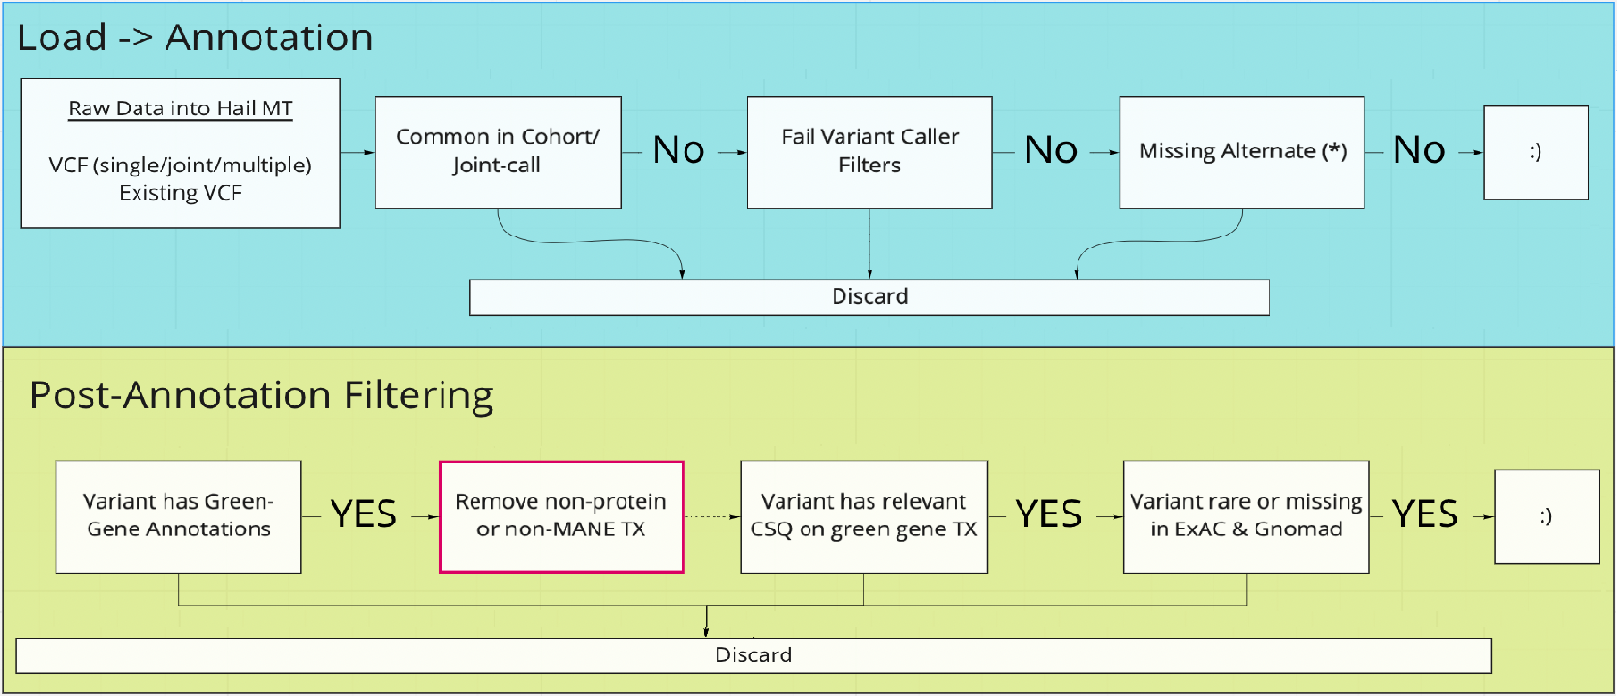 Load -> Annotation
Raw Data into Hail MT
VCF (single/joint/multiple)
Existing VCF
Common in Cohort/
Joint-call
No
Fail Variant Caller
Filters
No
Missing Alternate (*)
No
:)
Discard
Post-Annotation Filtering
Variant has Green-
Gene Annotations
YES
Remove non-protein
or non-MANE TX
Variant has relevant
CSQ on green gene TX
YES
Variant rare or missing
in ExAC & Gnomad
YES
:)
Discard